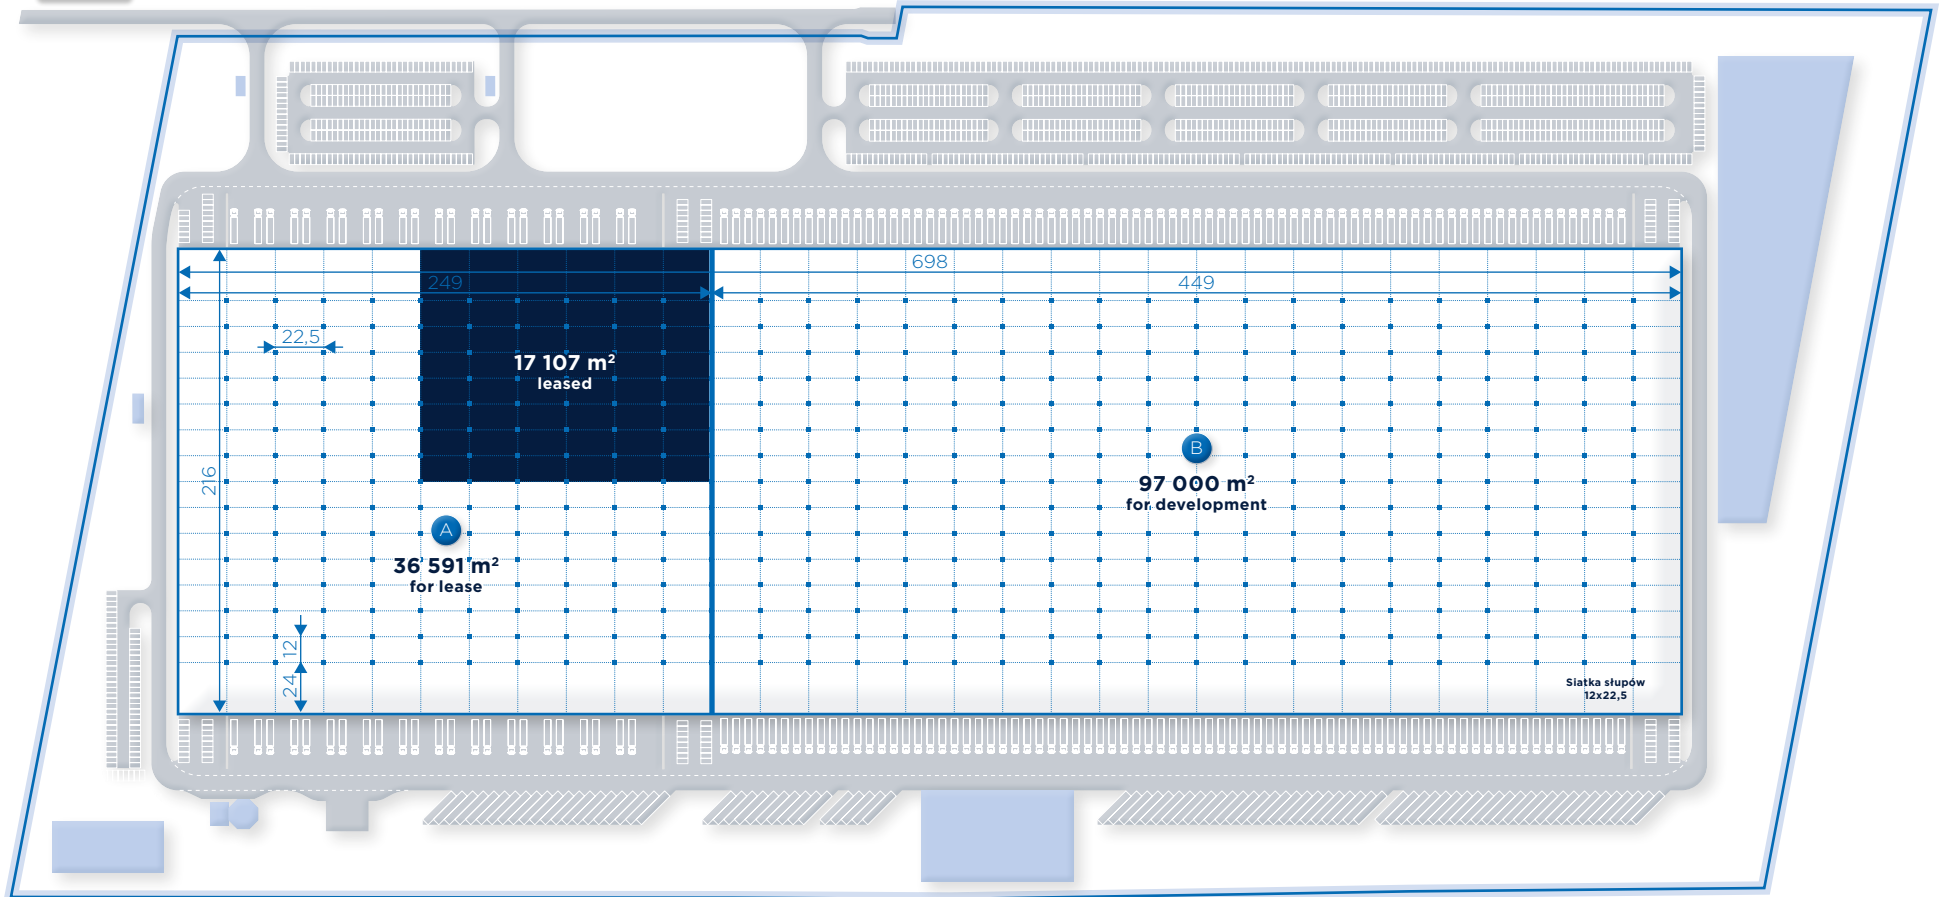 698
249
449
22,5
17 107 m²
leased
216
B
97 000 m²
for development
A
36 591 m²
for lease
12
24
Siatka słupów
12x22,5